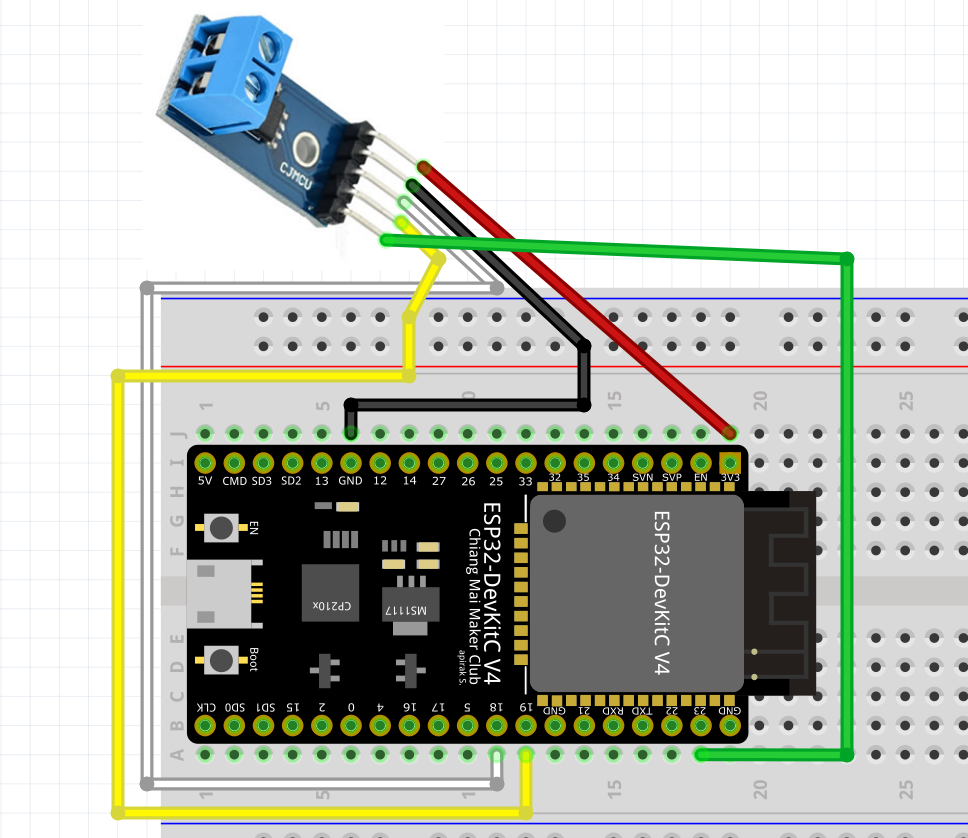 CJMCU
1 5 10 15 20 25
J
I
H
G
F
E
D
C
B
A
5V CMD SD3 SD2 13 GND 12 14 27 26 25 33 32 35 34 SVN SVP EN 3V3
EN
CP210x
MS1117
ESP32-DevKitC V4
Chiang Mai Maker Club
apirak S.
ESP32-DevKitC V4
Boot
CLK SD0 SD1 15 2 0 4 16 17 5 18 19 GND 21 RXD TXD 22 23 GND
1 5 10 15 20 25